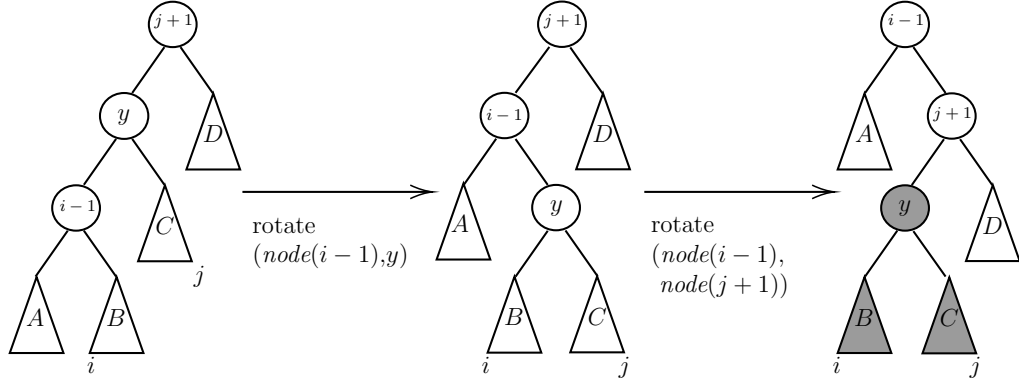 j + 1
y
D
i − 1
C
j
A
B
i
rotate
(node(i − 1),y)
j + 1
i − 1
D
A
y
B
C
i
j
rotate
(node(i − 1),
node(j + 1))
i − 1
A
j + 1
y
D
B
C
i
j